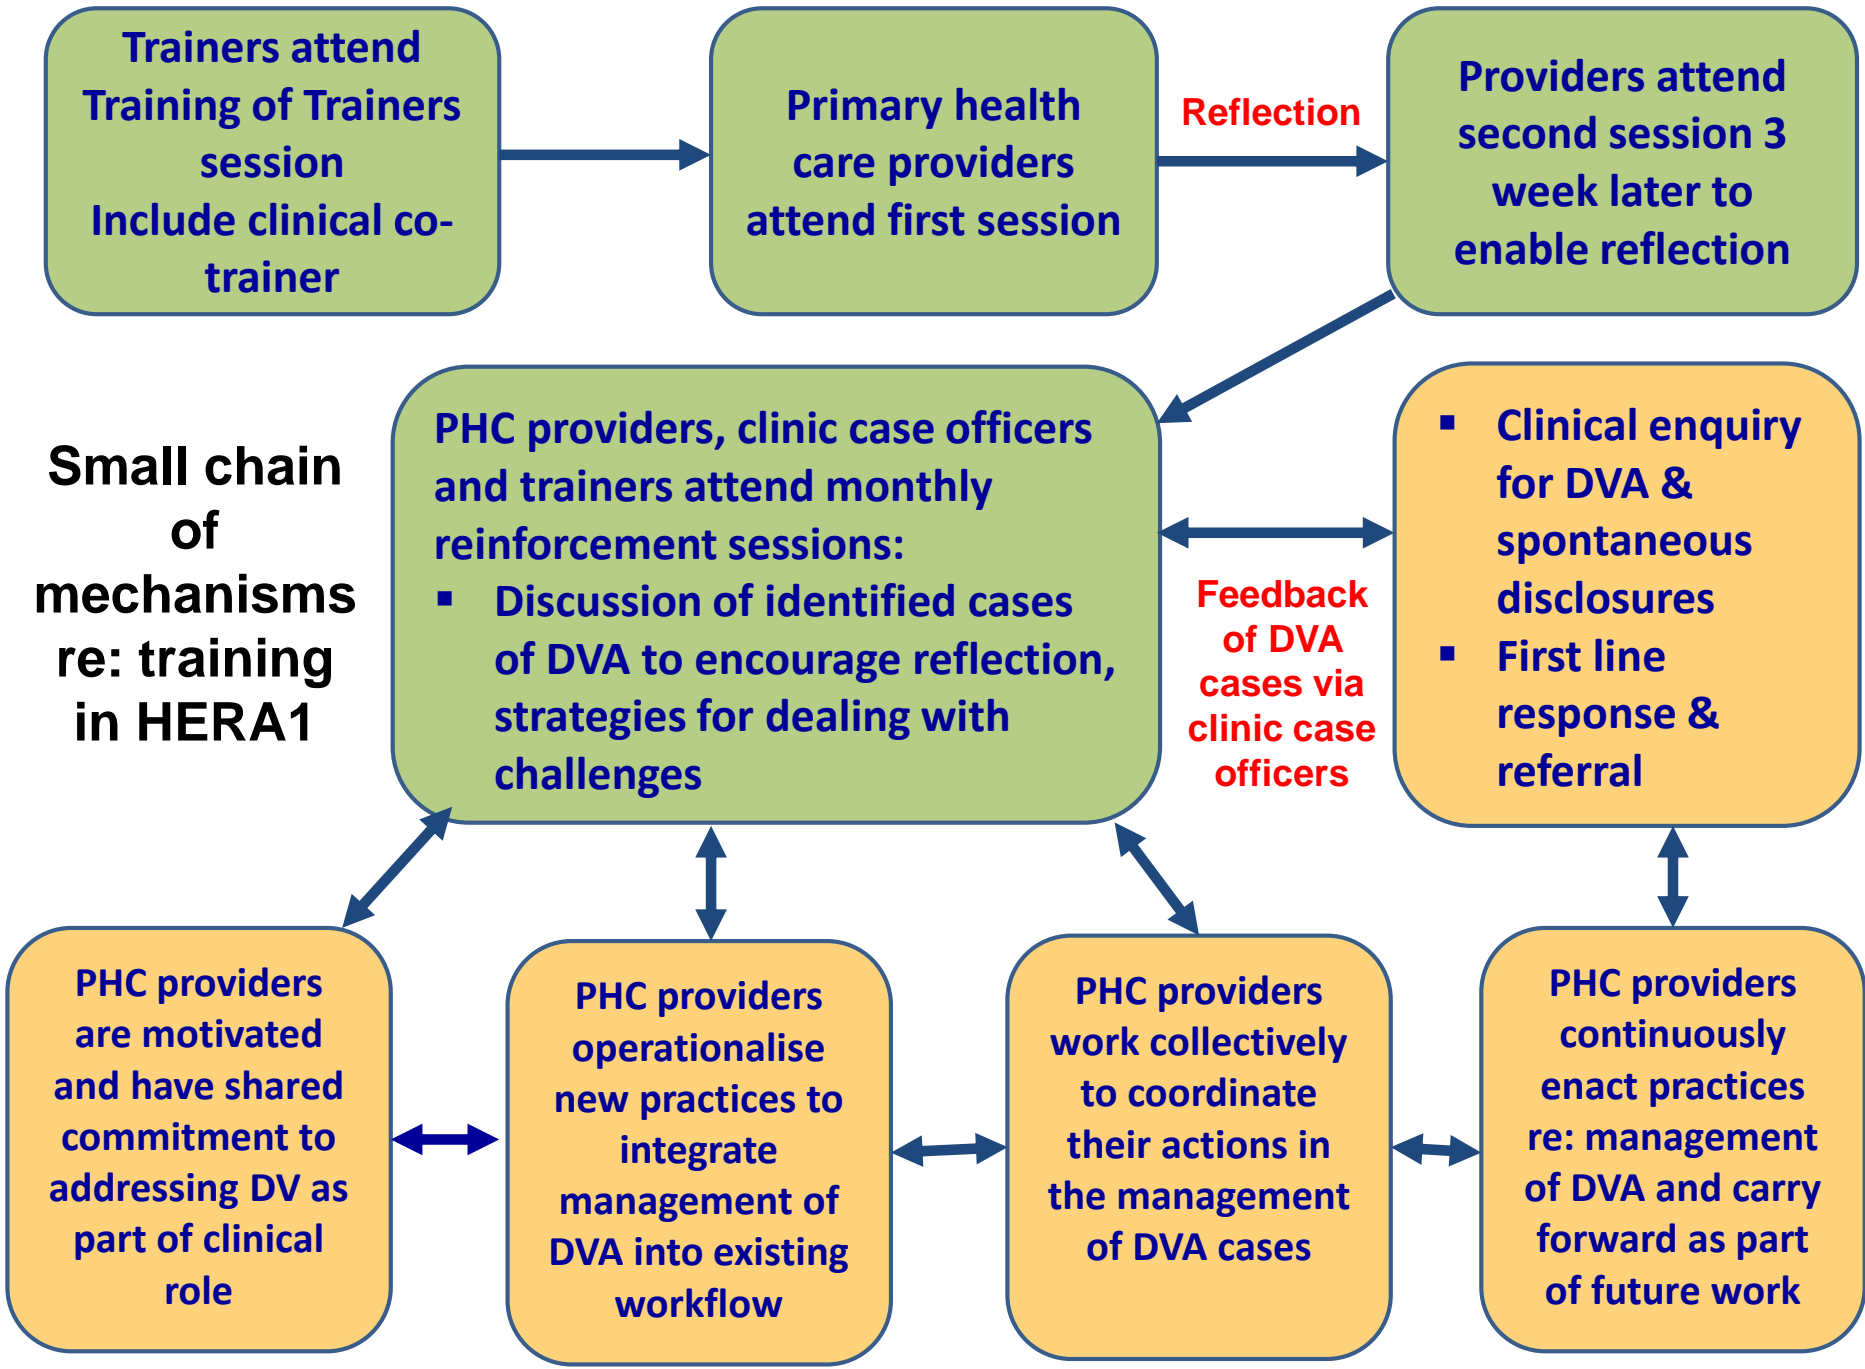 Trainers attend
Training of Trainers
session
Include clinical co-
trainer
Primary health
care providers
attend first session
Reflection
Providers attend
second session 3
week later to
enable reflection
Small chain
of
mechanisms
re: training
in HERA1
PHC providers, clinic case officers
and trainers attend monthly
reinforcement sessions:
▪ Discussion of identified cases
of DVA to encourage reflection,
strategies for dealing with
challenges
Feedback
of DVA
cases via
clinic case
officers
▪ Clinical enquiry
for DVA &
spontaneous
disclosures
▪ First line
response &
referral
PHC providers
are motivated
and have shared
commitment to
addressing DV as
part of clinical
role
PHC providers
operationalise
new practices to
integrate
management of
DVA into existing
workflow
PHC providers
work collectively
to coordinate
their actions in
the management
of DVA cases
PHC providers
continuously
enact practices
re: management
of DVA and carry
forward as part
of future work